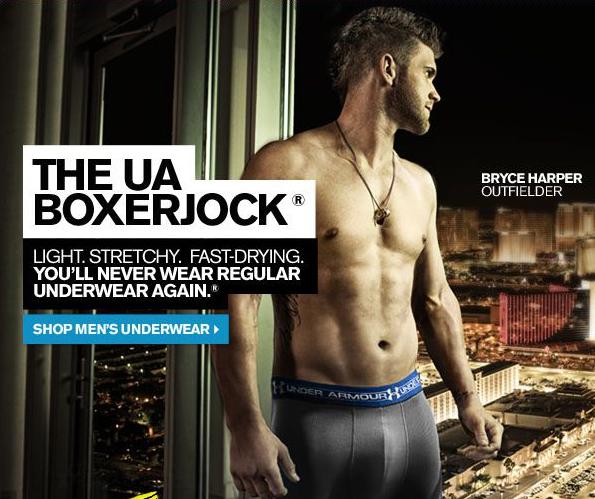 THE UA
BOXERJOCK®
LIGHT. STRETCHY. FAST-DRYING.
YOU'LL NEVER WEAR REGULAR
UNDERWEAR AGAIN.®
SHOP MEN'S UNDERWEAR
BRYCE HARPER
OUTFIELDER
UNDER ARMOUR UNDE